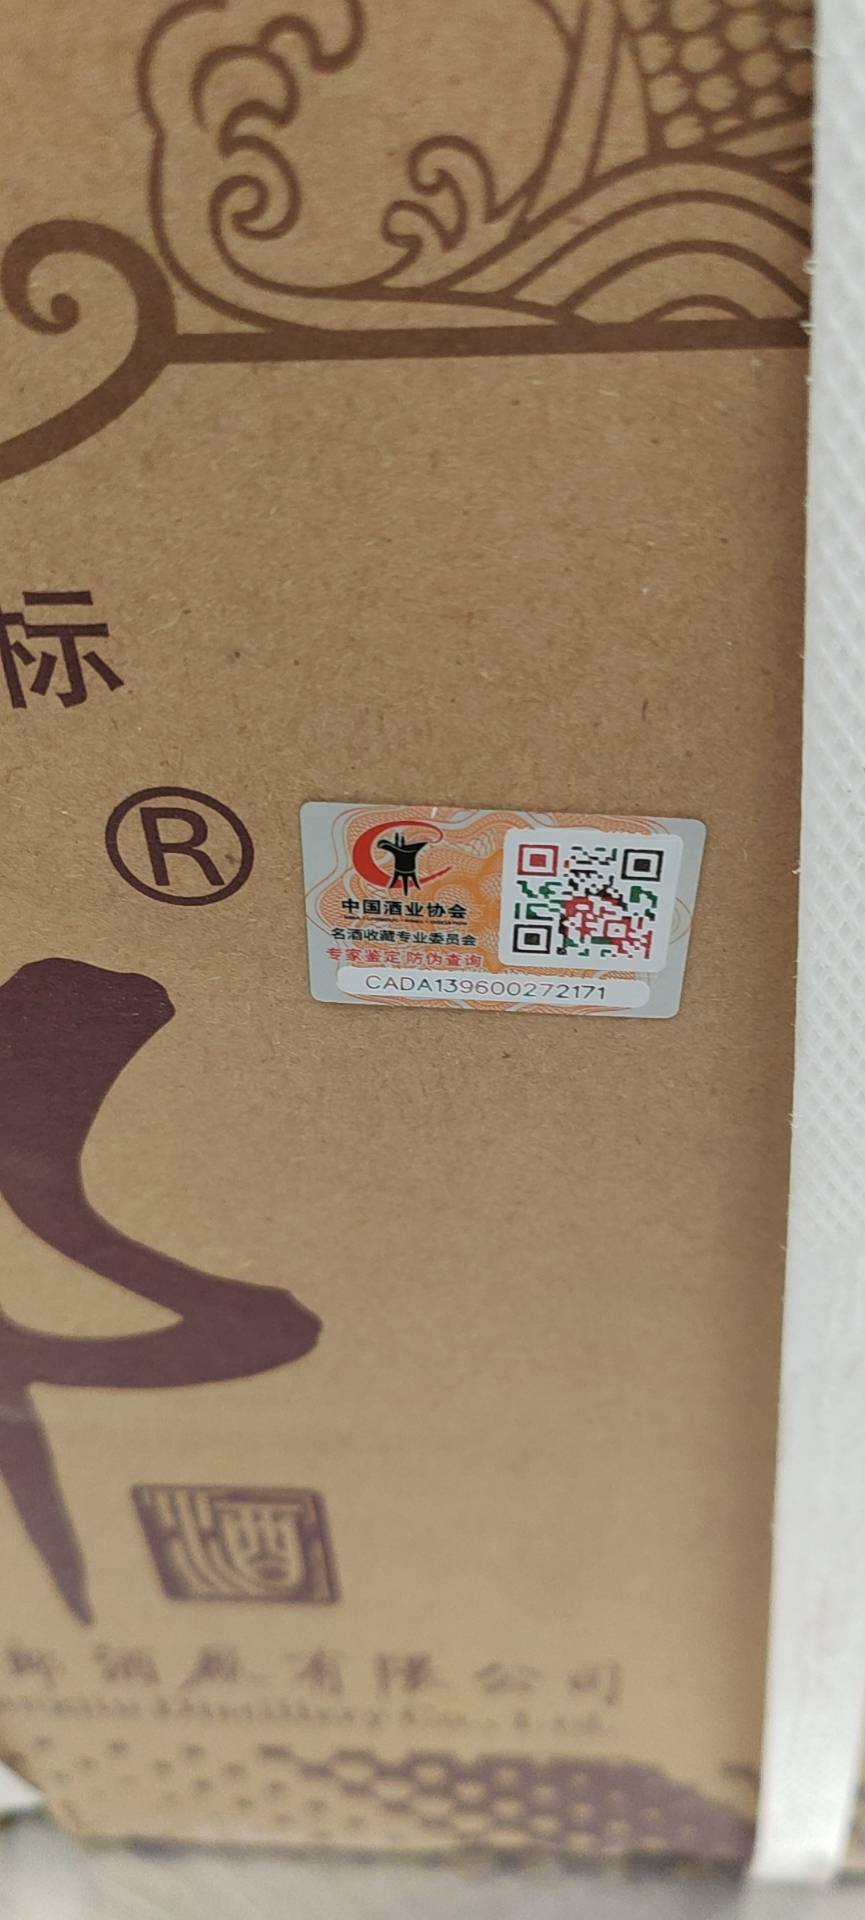 标
®
中国酒业协会
名酒收藏专业委员会
专家鉴定 防伪查询
CADA139600272171
酒
酒厂有限公司